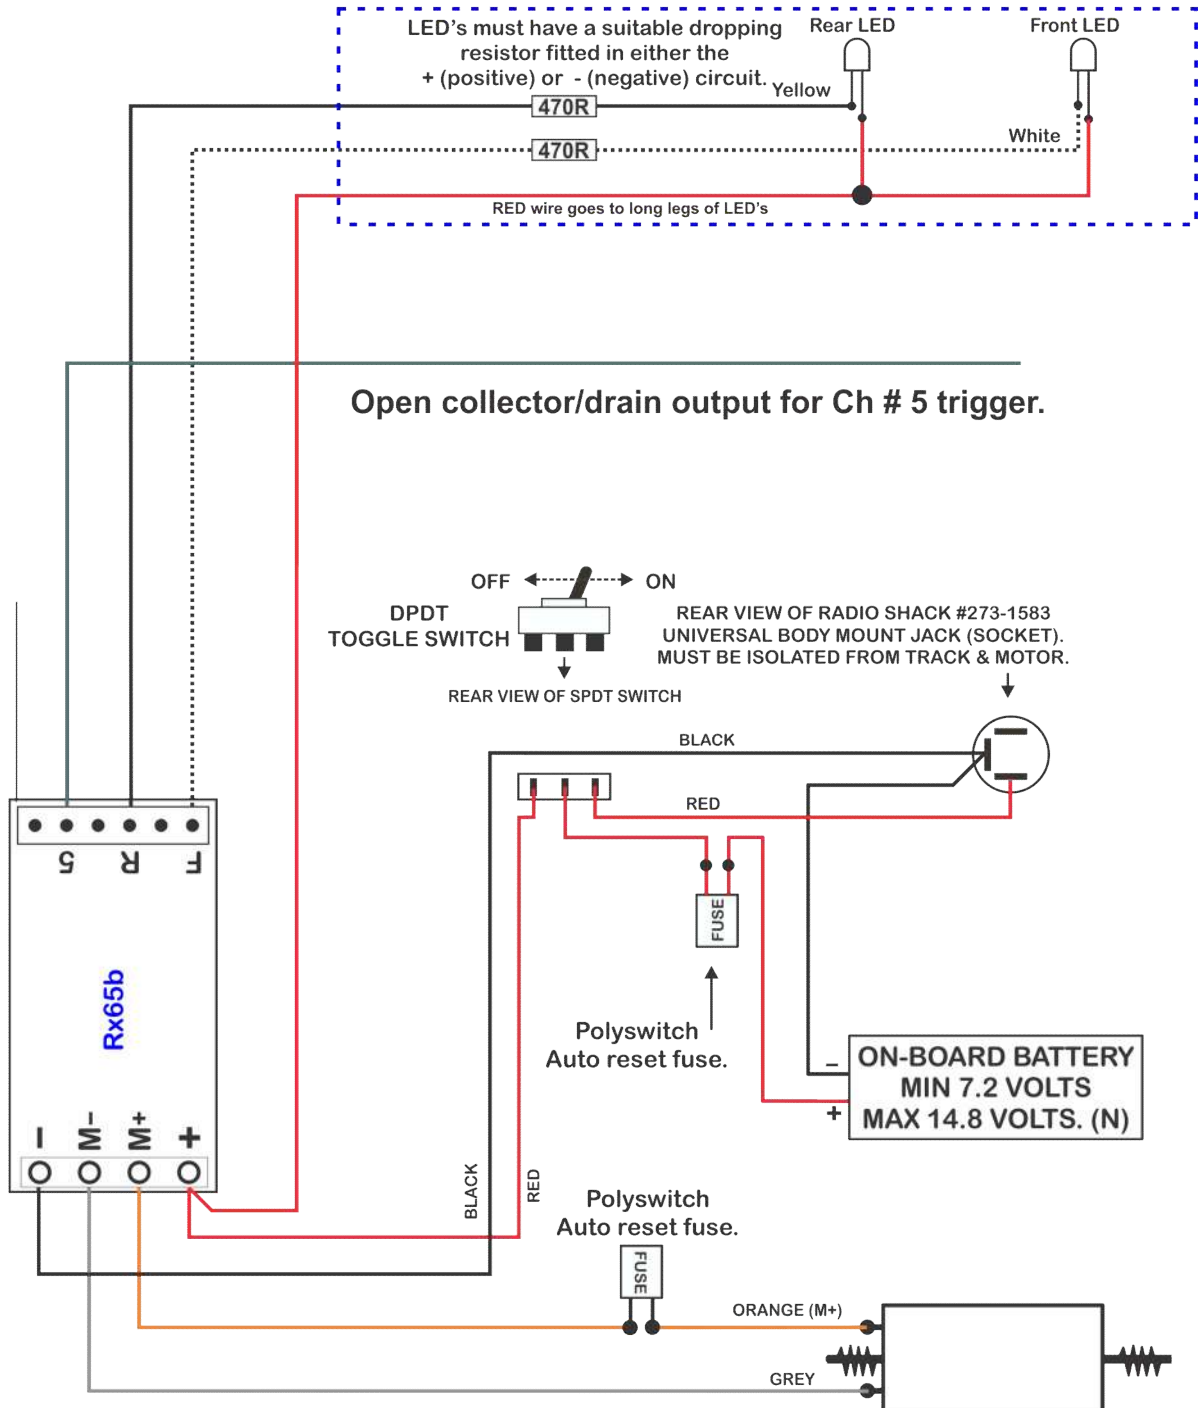 LED's must have a suitable dropping
resistor fitted in either the
+ (positive) or - (negative) circuit.
Rear LED
Front LED
Yellow
470R
White
470R
RED wire goes to long legs of LED's
Open collector/drain output for Ch # 5 trigger.
OFF
ON
DPDT
TOGGLE SWITCH
REAR VIEW OF SPDT SWITCH
REAR VIEW OF RADIO SHACK #273-1583
UNIVERSAL BODY MOUNT JACK (SOCKET).
MUST BE ISOLATED FROM TRACK & MOTOR.
BLACK
RED
5
R
F
FUSE
Rx65b
Polyswitch
Auto reset fuse.
ON-BOARD BATTERY
MIN 7.2 VOLTS
MAX 14.8 VOLTS. (N)
–
+
–
M–
M+
+
BLACK
RED
Polyswitch
Auto reset fuse.
FUSE
ORANGE (M+)
GREY